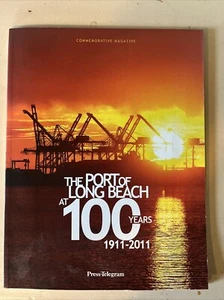 COMMEMORATIVE MAGAZINE
THE PORT OF
LONG BEACH
AT 100 YEARS
1911-2011
Press-Telegram